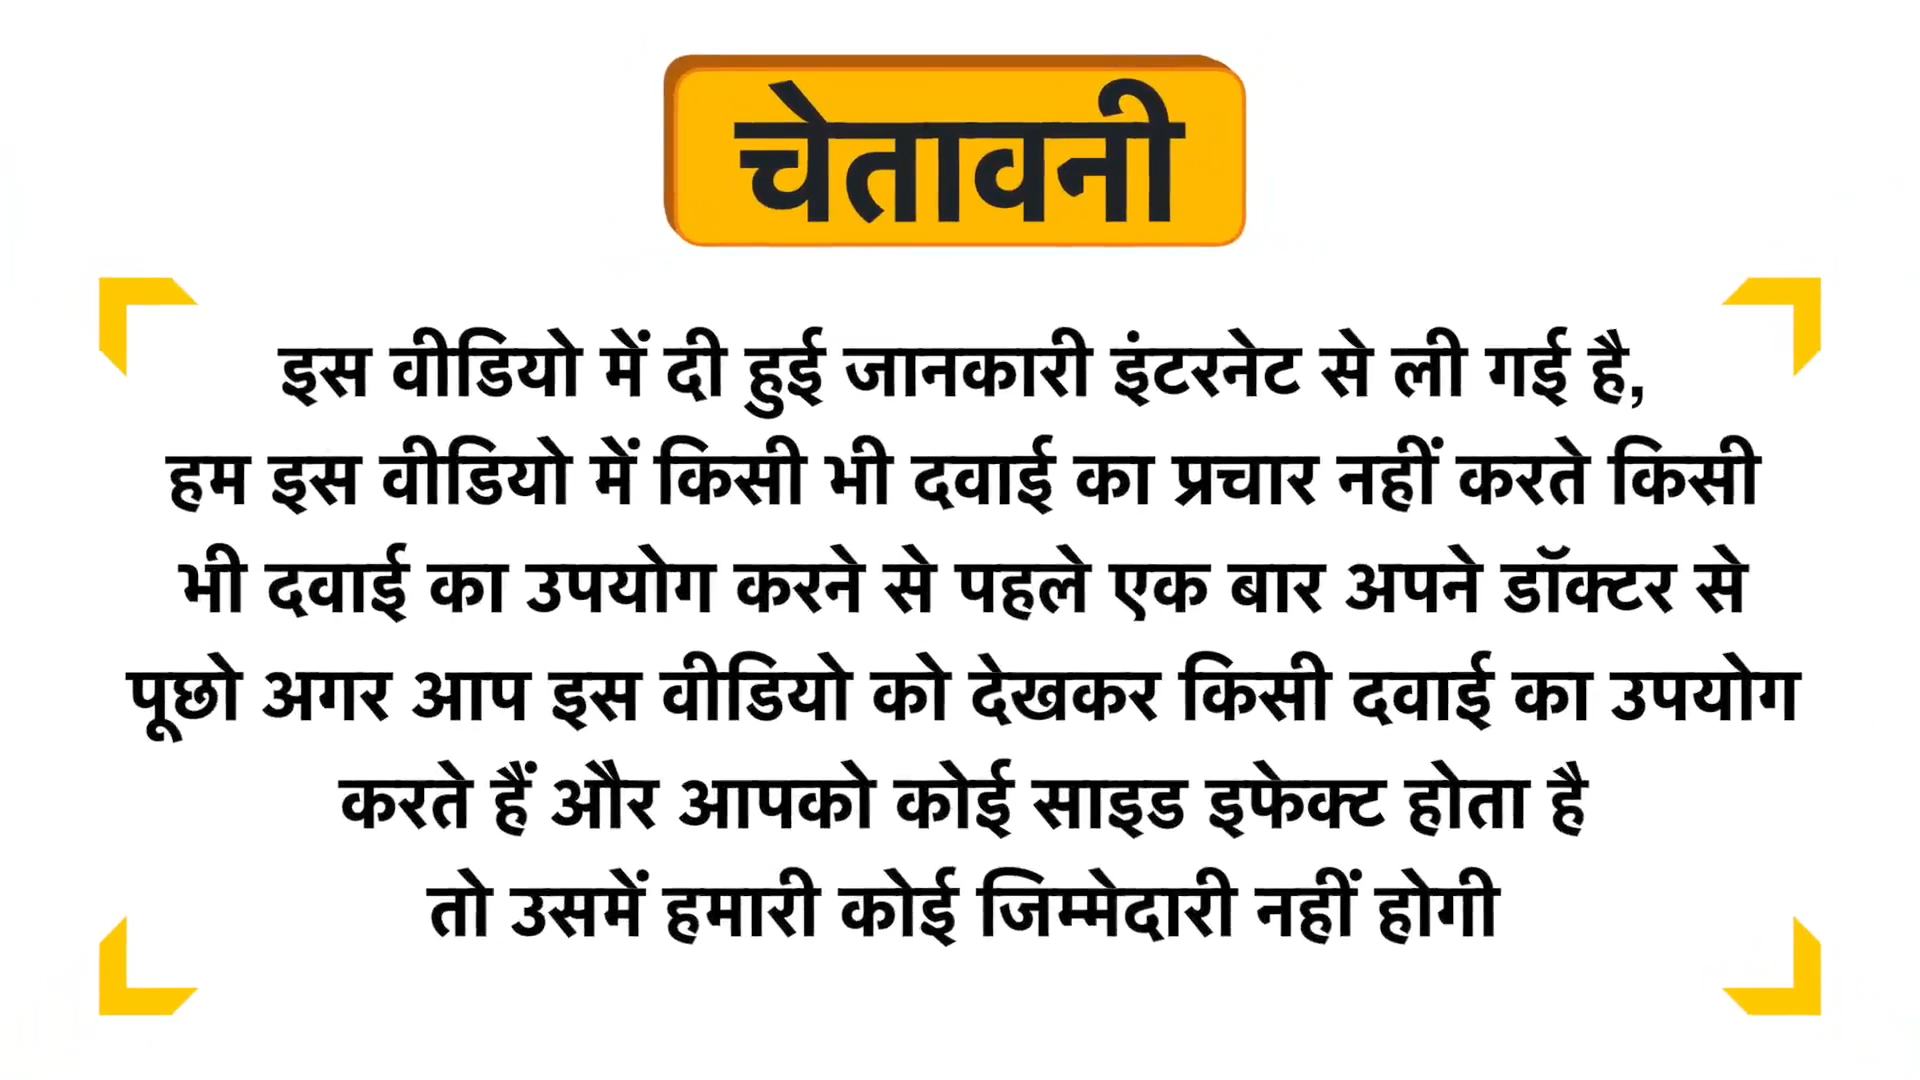 चेतावनी
इस वीडियो में दी हुई जानकारी इंटरनेट से ली गई है,
हम इस वीडियो में किसी भी दवाई का प्रचार नहीं करते किसी
भी दवाई का उपयोग करने से पहले एक बार अपने डॉक्टर से
पूछो अगर आप इस वीडियो को देखकर किसी दवाई का उपयोग
करते हैं और आपको कोई साइड इफेक्ट होता है
तो उसमें हमारी कोई जिम्मेदारी नहीं होगी